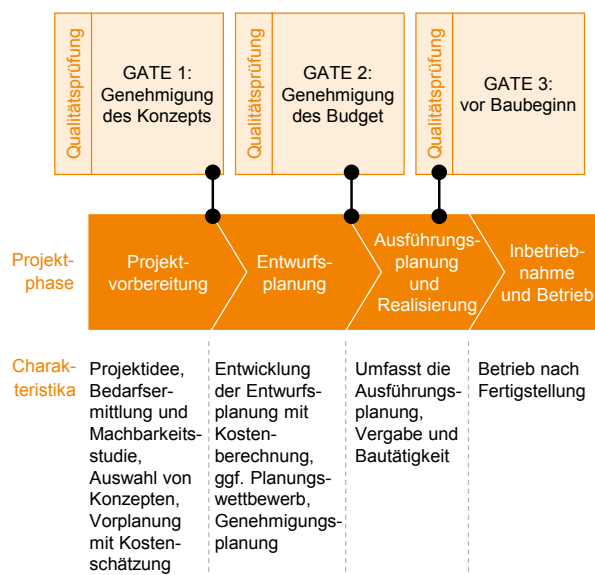 Qualitätsprüfung
GATE 1:
Genehmigung
des Konzepts
Qualitätsprüfung
GATE 2:
Genehmigung
des Budget
Qualitätsprüfung
GATE 3:
vor Baubeginn
Projekt-
phase
Projekt-
vorbereitung
Entwurfs-
planung
Ausführungs-
planung
und
Realisierung
Inbetrieb-
nahme
und Betrieb
Charak-
teristika
Projektidee,
Bedarfser-
mittlung und
Machbarkeits-
studie,
Auswahl von
Konzepten,
Vorplanung
mit Kosten-
schätzung
Entwicklung
der Entwurfs-
planung mit
Kosten-
berechnung,
ggf. Planungs-
wettbewerb,
Genehmigungs-
planung
Umfasst die
Ausführungs-
planung,
Vergabe und
Bautätigkeit
Betrieb nach
Fertigstellung